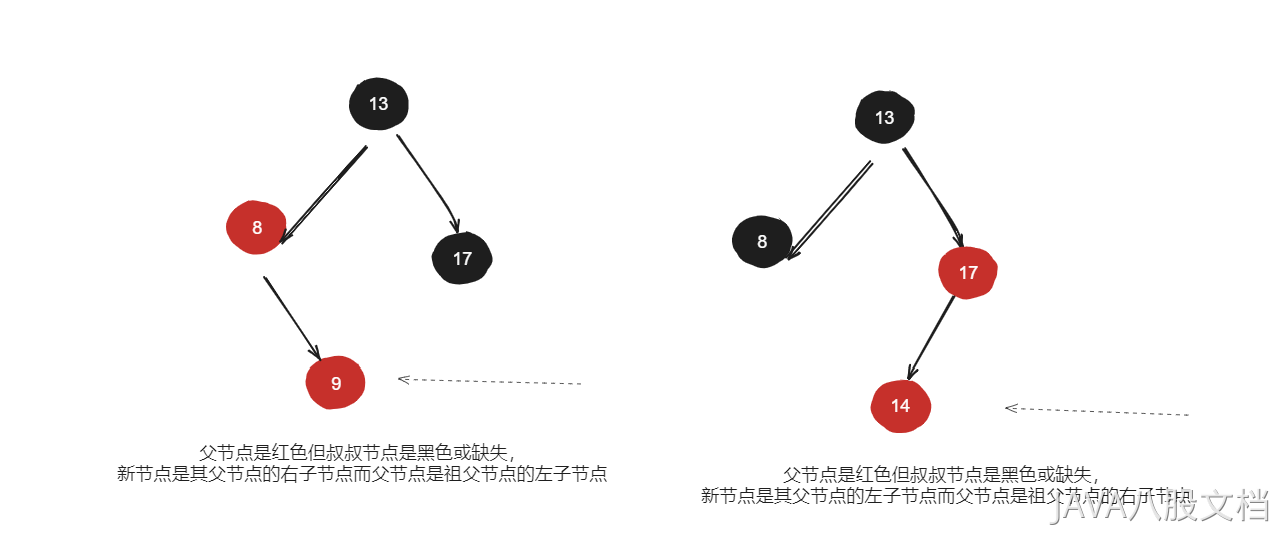 13
8
17
9
父节点是红色但叔叔节点是黑色或缺失，
新节点是其父节点的右子节点而父节点是祖父节点的左子节点
13
8
17
14
父节点是红色但叔叔节点是黑色或缺失，
新节点是其父节点的左子节点而父节点是祖父节点的右子节点
JAVA八股文档